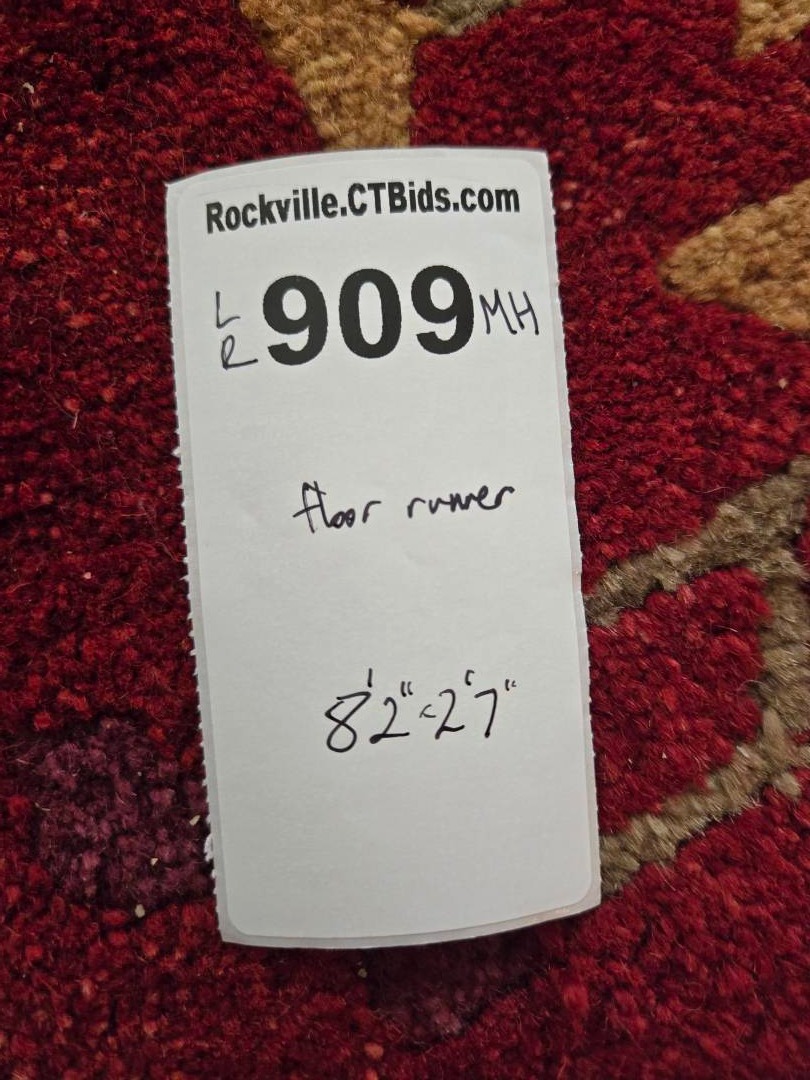 Rockville.CTBids.com
L
R 909 MH
floor runner
8'2" x 2'7"